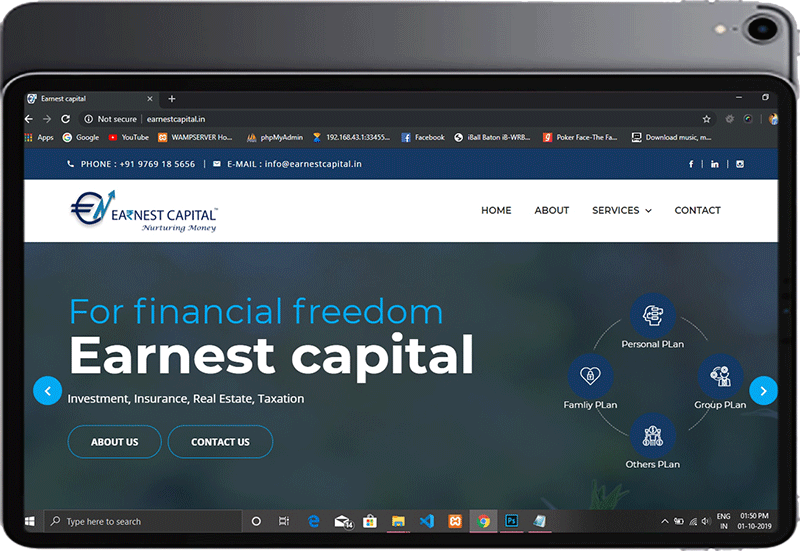 Earnest capital
Not secure | earnestcapital.in
Apps Google YouTube WAMPSERVER Ho... phpMyAdmin 192.168.43.1:33455... Facebook iBall Baton iB-WRB... Poker Face-The Fa... Download music, m...
PHONE : +91 9769 18 5656 | E-MAIL : info@earnestcapital.in
EARNEST CAPITAL™
Nurturing Money
HOME ABOUT SERVICES CONTACT
For financial freedom
Earnest capital
Investment, Insurance, Real Estate, Taxation
ABOUT US CONTACT US
Personal PLan
Famliy PLan
Group PLan
Others PLan
Type here to search
ENG
IN
01:50 PM
01-10-2019